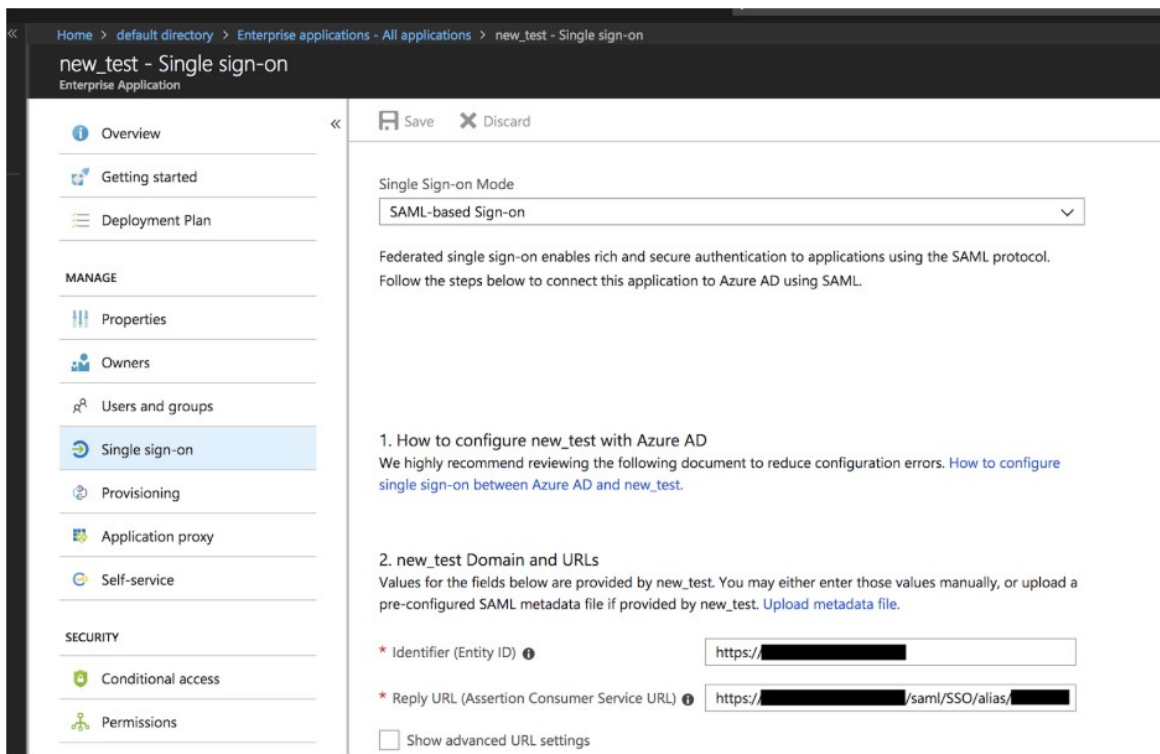 Home > default directory > Enterprise applications - All applications > new_test - Single sign-on
new_test - Single sign-on
Enterprise Application
Overview
Getting started
Deployment Plan
MANAGE
Properties
Owners
Users and groups
Single sign-on
Provisioning
Application proxy
Self-service
SECURITY
Conditional access
Permissions
Save Discard
Single Sign-on Mode
SAML-based Sign-on
Federated single sign-on enables rich and secure authentication to applications using the SAML protocol.
Follow the steps below to connect this application to Azure AD using SAML.
1. How to configure new_test with Azure AD
We highly recommend reviewing the following document to reduce configuration errors. How to configure
single sign-on between Azure AD and new_test.
2. new_test Domain and URLs
Values for the fields below are provided by new_test. You may either enter those values manually, or upload a
pre-configured SAML metadata file if provided by new_test. Upload metadata file.
* Identifier (Entity ID) https://
* Reply URL (Assertion Consumer Service URL) https:// /saml/SSO/alias/
Show advanced URL settings